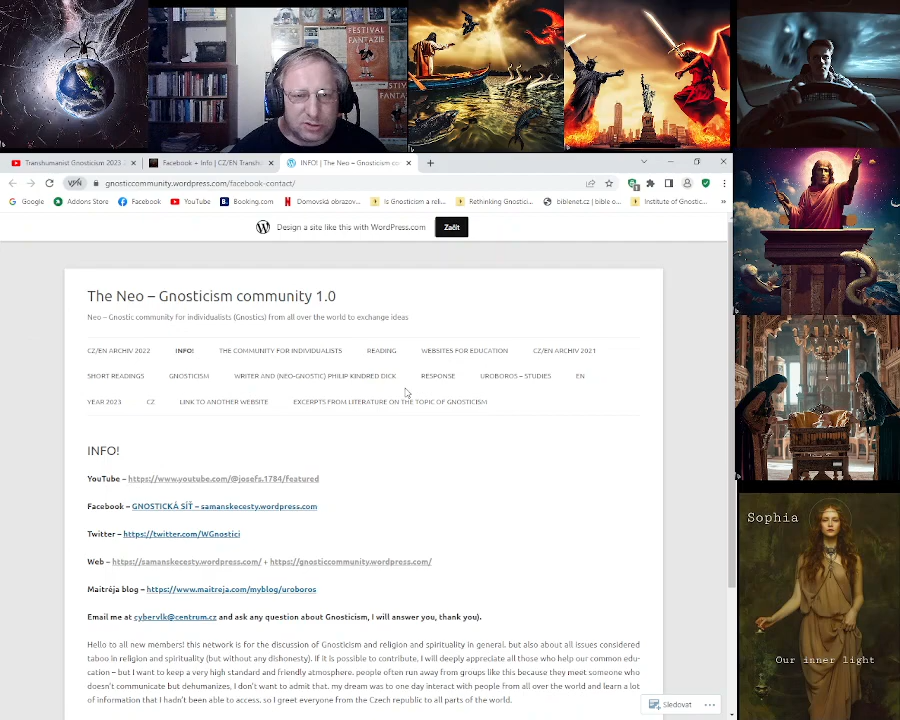 FESTIVAL
FANTAZIE
Transhumanist Gnosticism 2023
Facebook + Info | CZ/EN Transhu
INFO! | The Neo – Gnosticism co
VPN
gnosticcommunity.wordpress.com/facebook-contact/
Google
Addons Store
Facebook
YouTube
Booking.com
Domovská obrazov...
Is Gnosticism a reli...
Rethinking Gnostici...
biblenet.cz | bible o...
Institute of Gnostic...
Design a site like this with WordPress.com
Začít
The Neo – Gnosticism community 1.0
Neo – Gnostic community for individualists (Gnostics) from all over the world to exchange ideas
CZ/EN ARCHIV 2022 INFO! THE COMMUNITY FOR INDIVIDUALISTS READING WEBSITES FOR EDUCATION CZ/EN ARCHIV 2021
SHORT READINGS GNOSTICISM WRITER AND (NEO-GNOSTIC) PHILIP KINDRED DICK RESPONSE UROBOROS – STUDIES EN
YEAR 2023 CZ LINK TO ANOTHER WEBSITE EXCERPTS FROM LITERATURE ON THE TOPIC OF GNOSTICISM
INFO!
YouTube – https://www.youtube.com/@josefs.1784/featured
Facebook – GNOSTICKÁ SÍŤ – samanskecesty.wordpress.com
Twitter – https://twitter.com/WGnostici
Web – https://samanskecesty.wordpress.com/ + https://gnosticcommunity.wordpress.com/
Maitréja blog – https://www.maitreja.com/myblog/uroboros
Email me at cybervlk@centrum.cz and ask any question about Gnosticism, I will answer you, thank you).
Hello to all new members! this network is for the discussion of Gnosticism and religion and spirituality in general, but also about all issues considered
taboo in religion and spirituality (but without any dishonesty). If it is possible to contribute, I will deeply appreciate all those who help our common edu-
cation – but I want to keep a very high standard and friendly atmosphere. people often run away from groups like this because they meet someone who
doesn't communicate but dehumanizes, I don't want to admit that. my dream was to one day interact with people from all over the world and learn a lot
of information that I hadn't been able to access, so I greet everyone from the Czech republic to all parts of the world.
Sledovat
Sophia
Our inner light